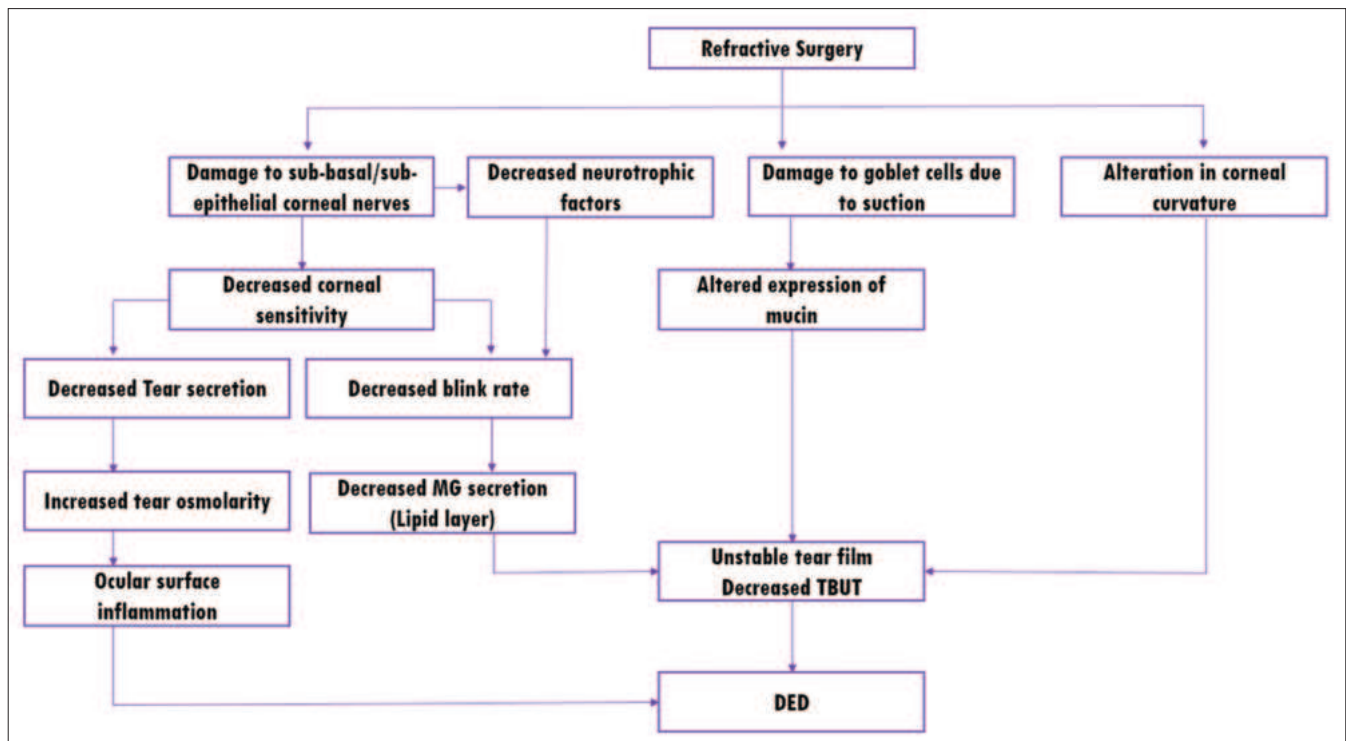 Refractive Surgery
Damage to sub-basal/sub-
epithelial corneal nerves
Decreased neurotrophic
factors
Damage to goblet cells due
to suction
Alteration in corneal
curvature
Decreased corneal
sensitivity
Altered expression of
mucin
Decreased Tear secretion
Decreased blink rate
Increased tear osmolarity
Decreased MG secretion
(Lipid layer)
Ocular surface
inflammation
Unstable tear film
Decreased TBUT
DED